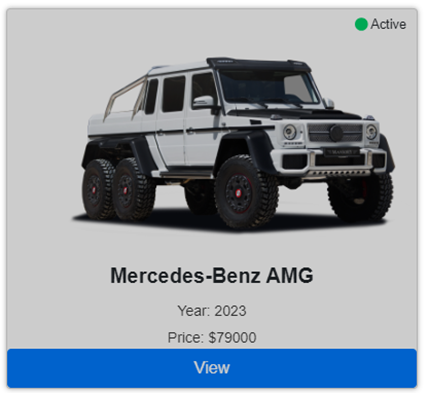 Active
Mercedes-Benz AMG
Year: 2023
Price: $79000
View